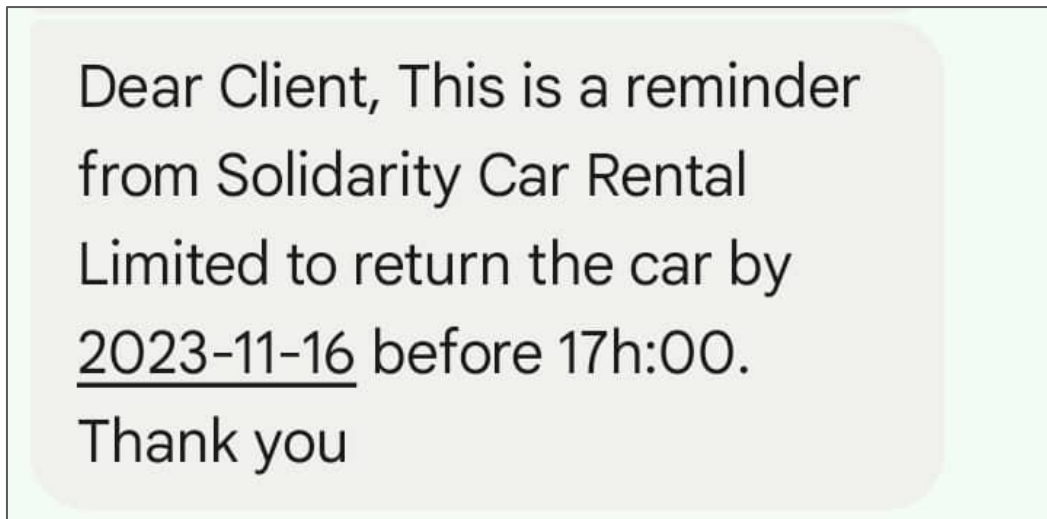 Dear Client, This is a reminder
from Solidarity Car Rental
Limited to return the car by
2023-11-16 before 17h:00.
Thank you